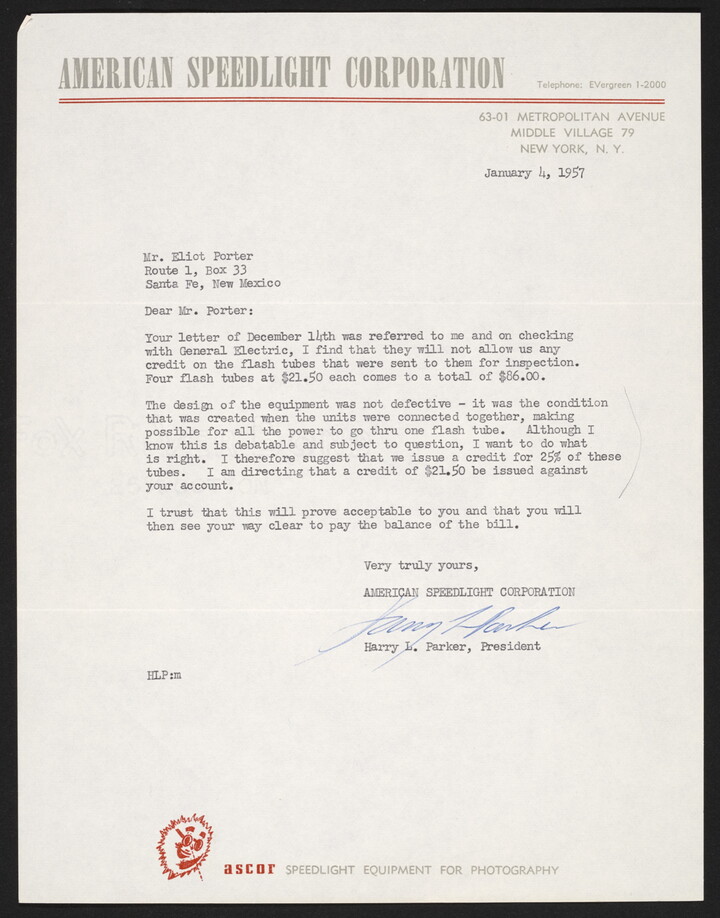 AMERICAN SPEEDLIGHT CORPORATION
Telephone: EVergreen 1-2000
63-01 METROPOLITAN AVENUE
MIDDLE VILLAGE 79
NEW YORK, N. Y.
January 4, 1957
Mr. Eliot Porter
Route 1, Box 33
Santa Fe, New Mexico
Dear Mr. Porter:
Your letter of December 14th was referred to me and on checking
with General Electric, I find that they will not allow us any
credit on the flash tubes that were sent to them for inspection.
Four flash tubes at $21.50 each comes to a total of $86.00.
The design of the equipment was not defective - it was the condition
that was created when the units were connected together, making
possible for all the power to go thru one flash tube. Although I
know this is debatable and subject to question, I want to do what
is right. I therefore suggest that we issue a credit for 25% of these
tubes. I am directing that a credit of $21.50 be issued against
your account.
I trust that this will prove acceptable to you and that you will
then see your way clear to pay the balance of the bill.
Very truly yours,
AMERICAN SPEEDLIGHT CORPORATION
Harry L Parker
Harry L. Parker, President
HLP:m
ascor SPEEDLIGHT EQUIPMENT FOR PHOTOGRAPHY